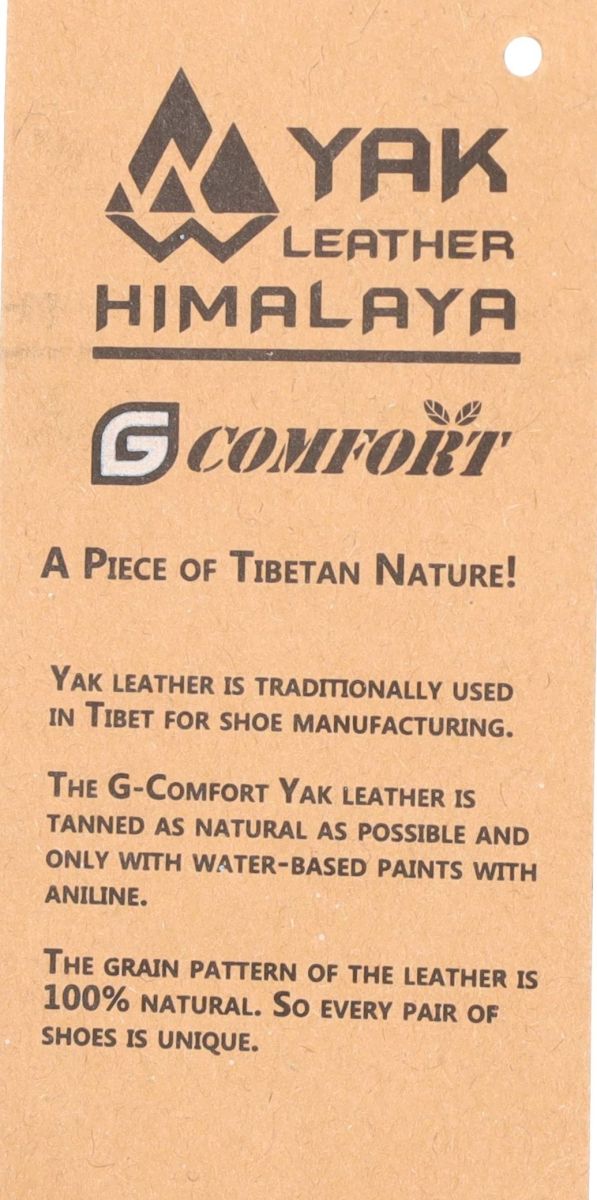 YAK
LEATHER
HIMALAYA
G COMFORT
A PIECE OF TIBETAN NATURE!
YAK LEATHER IS TRADITIONALLY USED
IN TIBET FOR SHOE MANUFACTURING.
THE G-COMFORT YAK LEATHER IS
TANNED AS NATURAL AS POSSIBLE AND
ONLY WITH WATER-BASED PAINTS WITH
ANILINE.
THE GRAIN PATTERN OF THE LEATHER IS
100% NATURAL. SO EVERY PAIR OF
SHOES IS UNIQUE.